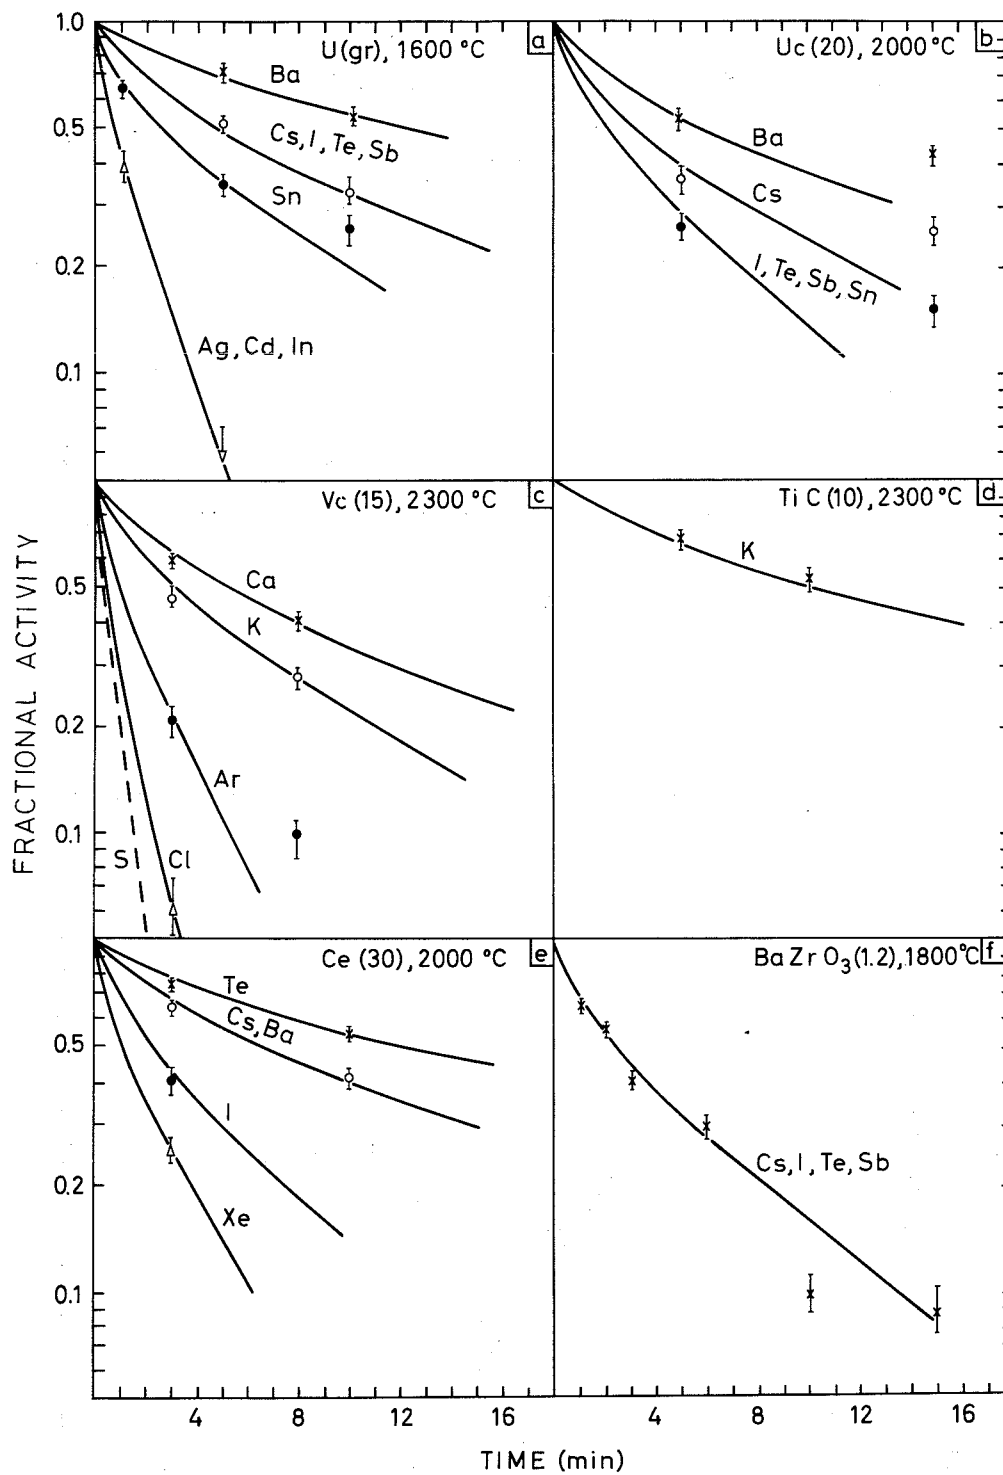 1.0
0.5
0.2
0.1
U(gr), 1600 °C
a
Ba
Cs, I, Te, Sb
Sn
Ag, Cd, In
Uc (20), 2000°C
b
Ba
Cs
I, Te, Sb, Sn
FRACTIONAL ACTIVITY
0.5
0.2
0.1
Vc (15), 2300 °C
c
Ca
K
Ar
S
Cl
Ti C (10), 2300 °C
d
K
0.5
0.2
0.1
Ce (30), 2000 °C
e
Te
Cs, Ba
I
Xe
Ba Zr O3 (1.2), 1800°C
f
Cs, I, Te, Sb
4 8 12 4 8 12 16
TIME (min)